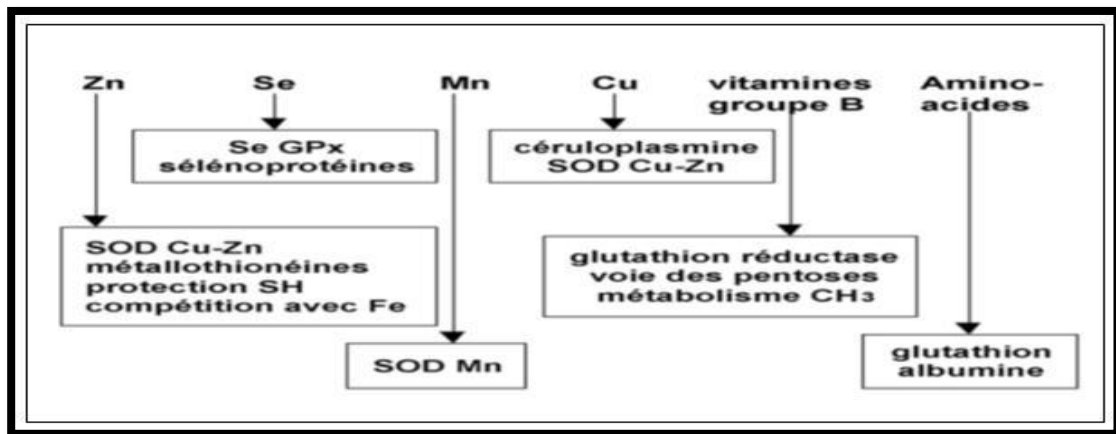 Zn Se Mn Cu vitamines groupe B Amino-acides
Se GPx
sélénoprotéines
céruloplasmine
SOD Cu-Zn
SOD Cu-Zn
métallothionéines
protection SH
compétition avec Fe
glutathion réductase
voie des pentoses
métabolisme CH3
SOD Mn
glutathion
albumine